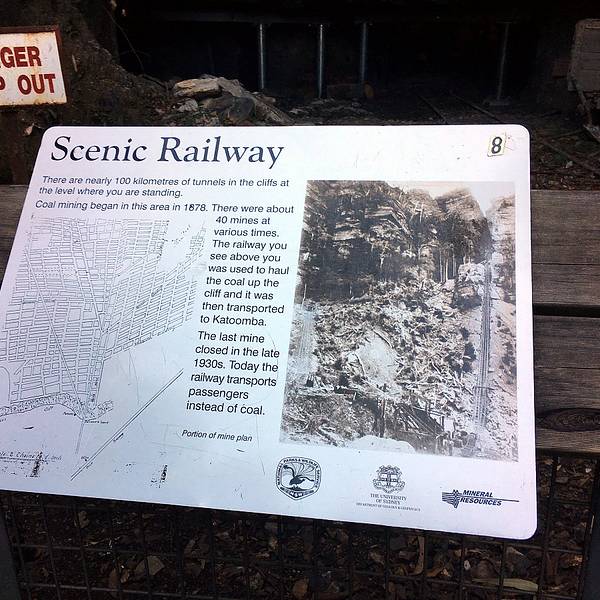 GER
P OUT
Scenic Railway
8
There are nearly 100 kilometres of tunnels in the cliffs at
the level where you are standing.
Coal mining began in this area in 1878. There were about
40 mines at
various times.
The railway you
see above you
was used to haul
the coal up the
cliff and it was
then transported
to Katoomba.
The last mine
closed in the late
1930s. Today the
railway transports
passengers
instead of coal.
Portion of mine plan
THE UNIVERSITY
OF SYDNEY
MINERAL
RESOURCES